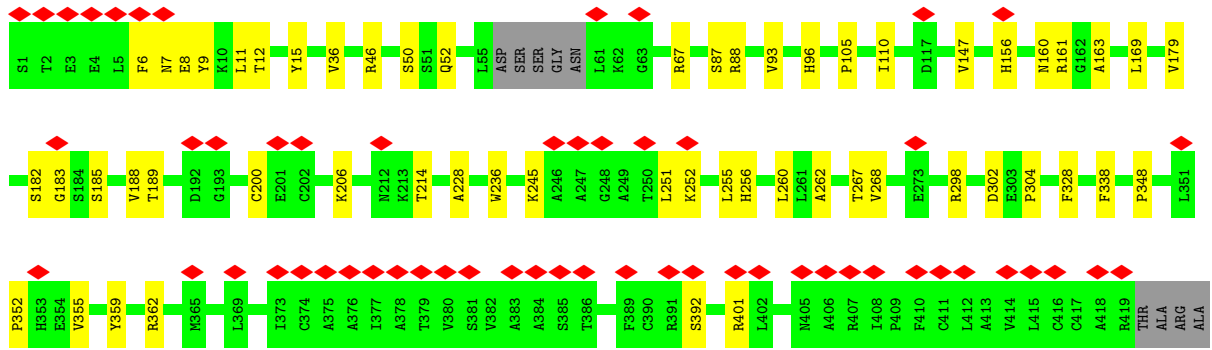 S1 T2 E3 E4 L5 F6 N7 E8 Y9 K10 L11 T12 Y15 V36 R46 S50 S51 Q52 L55 ASP SER SER GLY ASN L61 K62 G63 R67 S87 R88 V93 H96 P105 I110 D117 V147 H156 N160 R161 G162 A163 L169 V179
S182 G183 S184 S185 V188 T189 D192 G193 C200 E201 C202 K206 N212 K213 T214 A228 W236 K245 A246 A247 G248 A249 T250 L251 K252 L255 H256 L260 L261 A262 T267 V268 E273 R298 D302 E303 P304 F328 F338 P348 L351
P352 H353 E354 V355 Y359 R362 M365 L369 I373 C374 A375 A376 I377 A378 T379 V380 S381 V382 A383 A384 S385 T386 F389 C390 R391 S392 R401 L402 N405 A406 R407 I408 P409 F410 C411 L412 A413 V414 L415 C416 C417 A418 R419 THR ALA ARG ALA